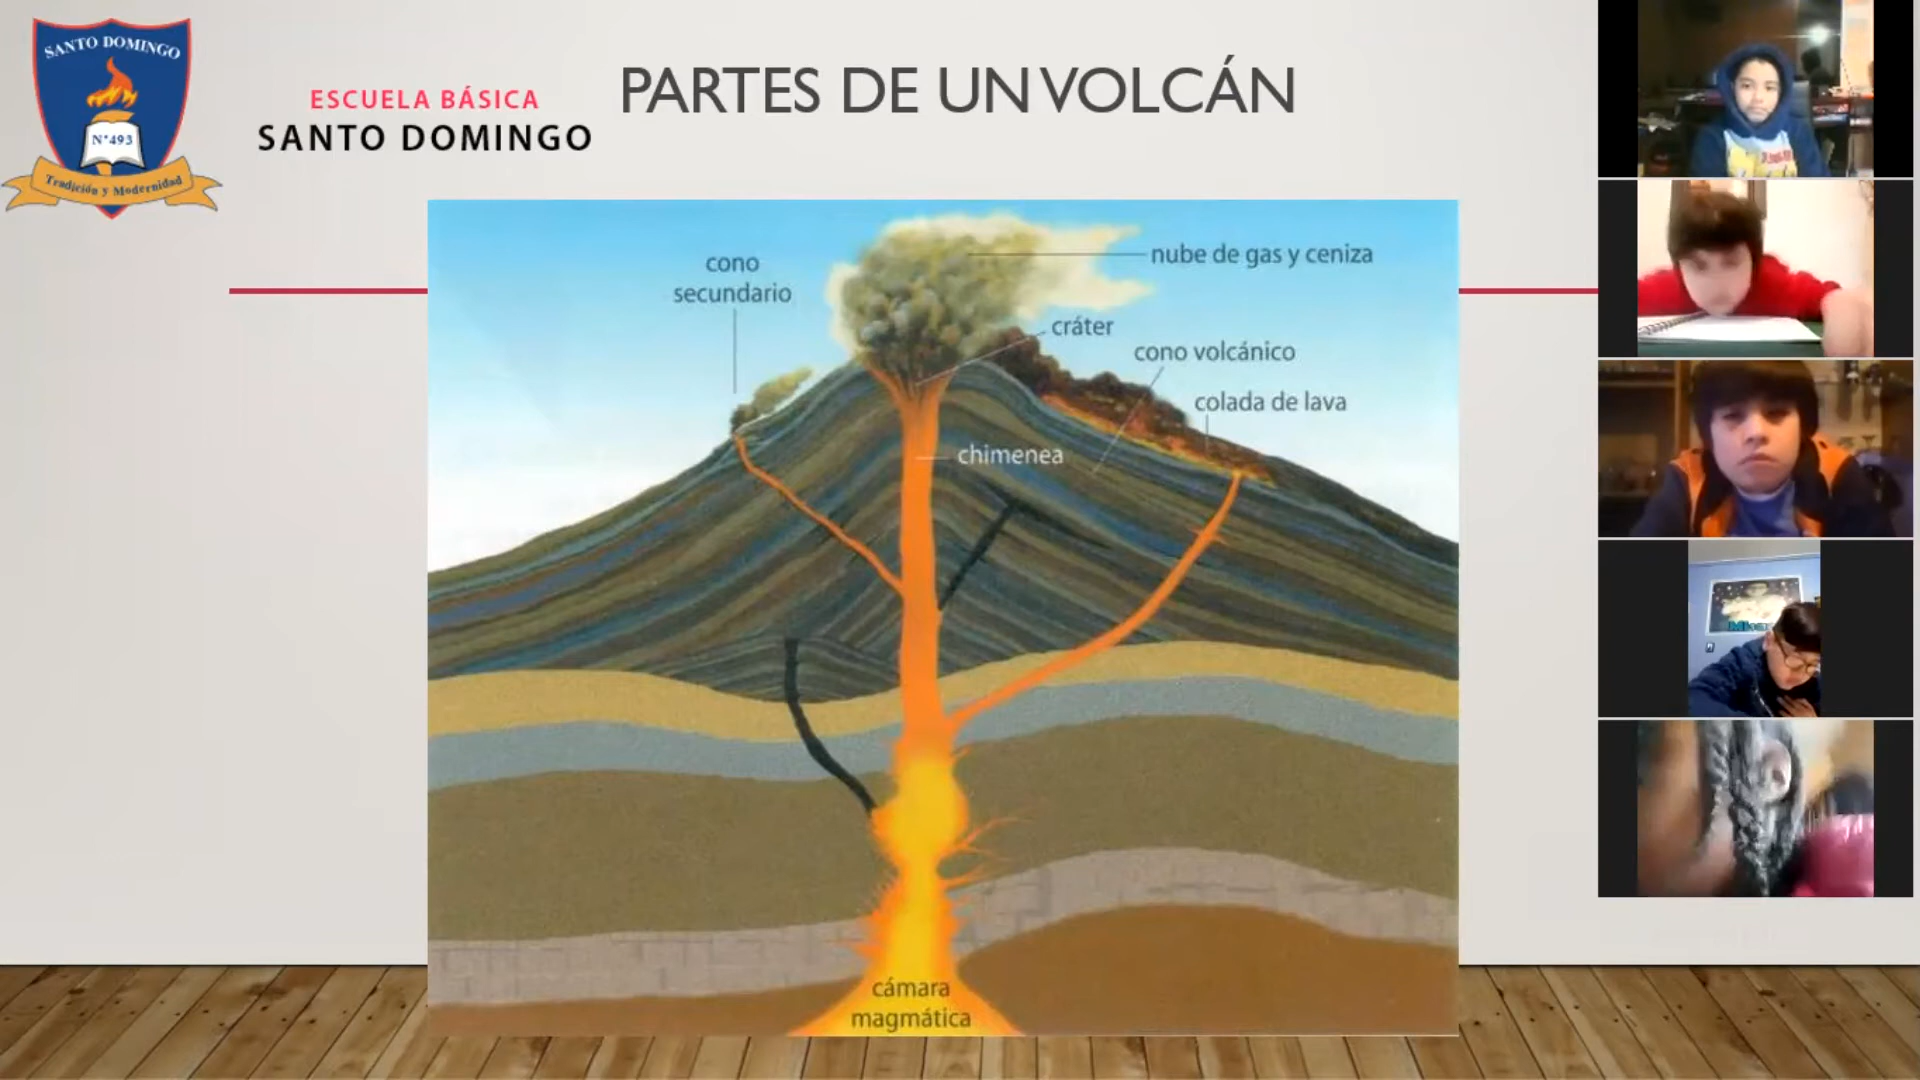 SANTO DOMINGO
N°493
Tradición y Modernidad
ESCUELA BÁSICA
SANTO DOMINGO
PARTES DE UN VOLCÁN
cono
secundario
nube de gas y ceniza
cráter
cono volcánico
colada de lava
chimenea
cámara
magmática